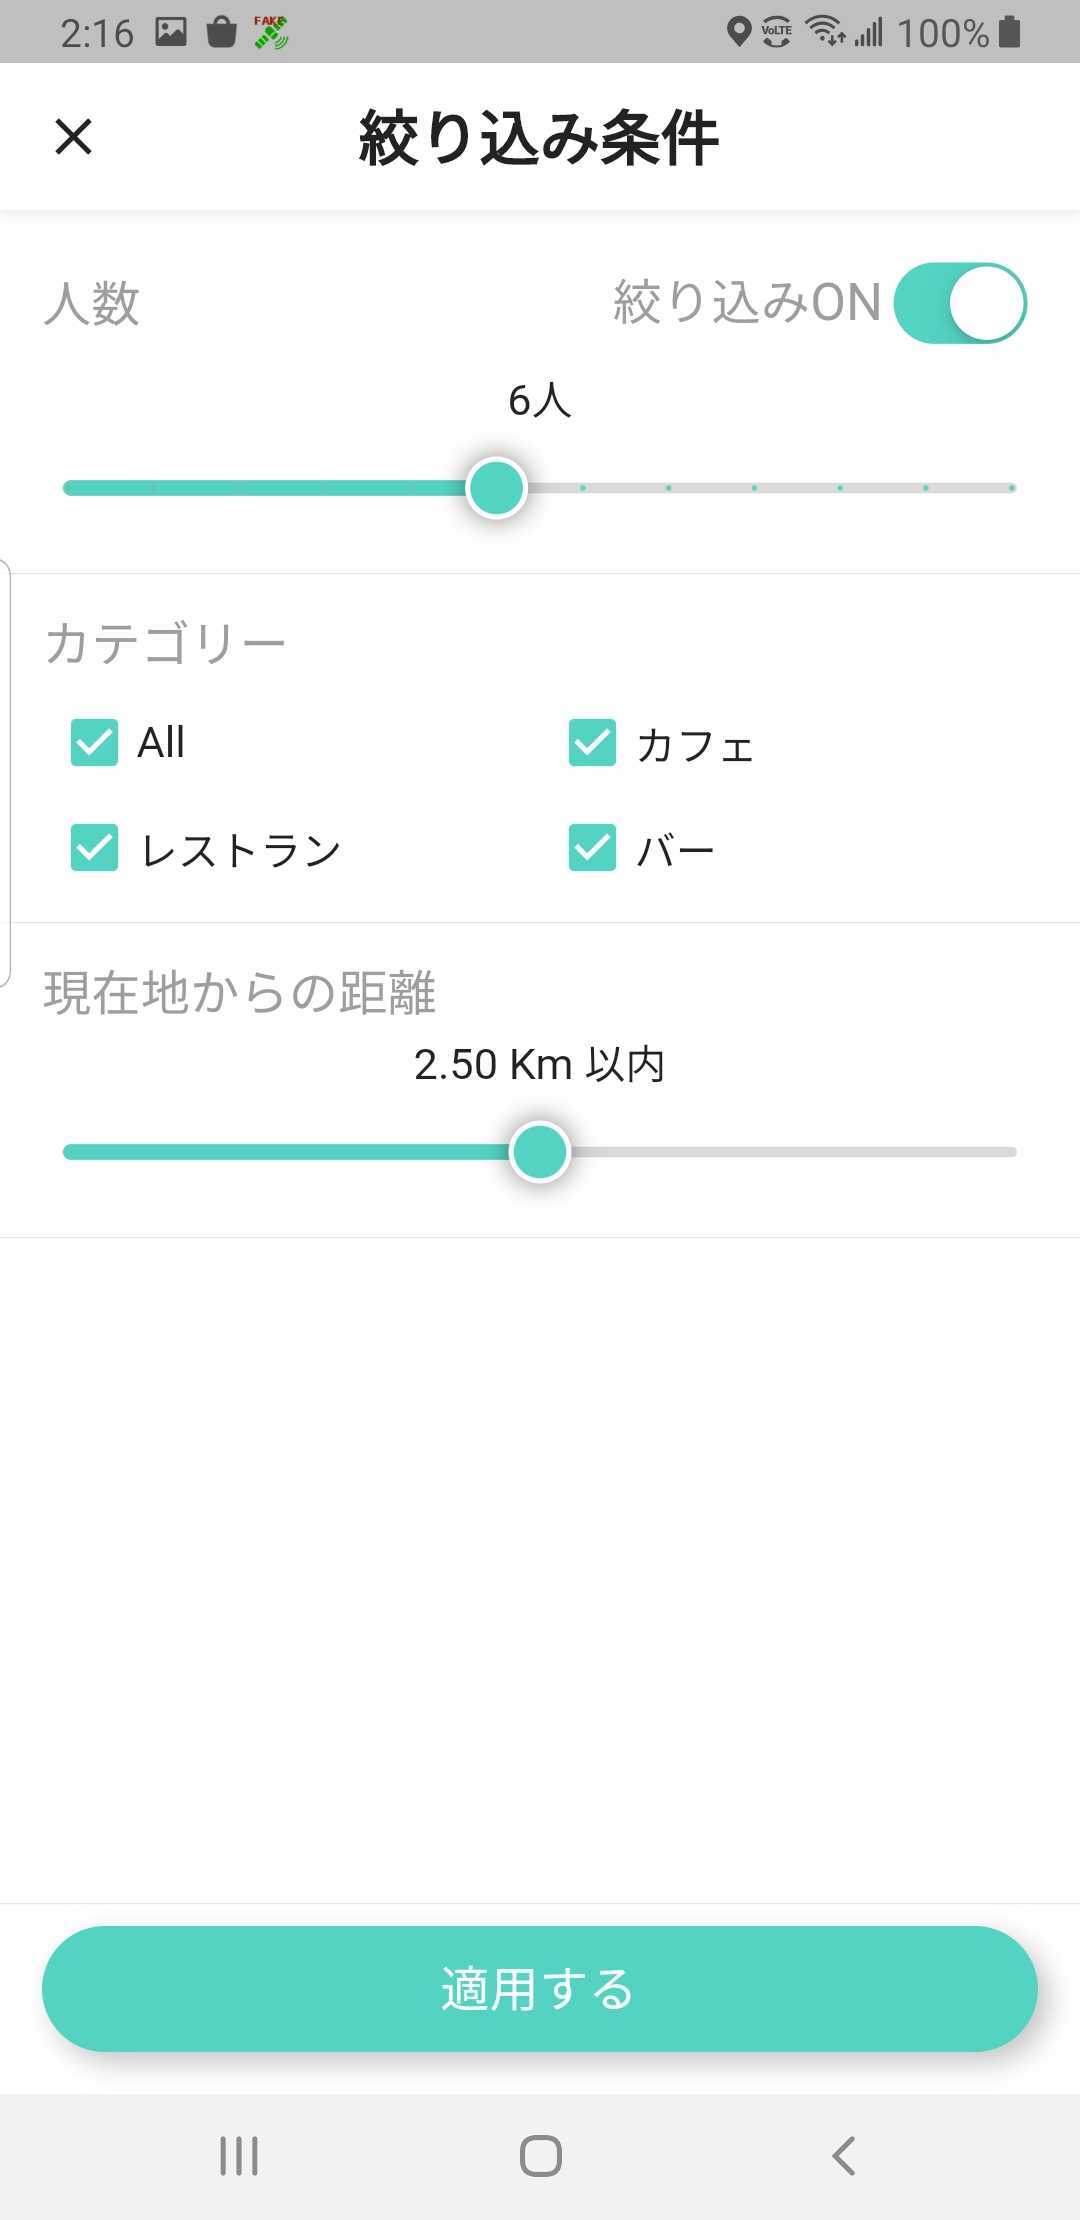 2:16 FAKE VoLTE 100%
絞り込み条件
人数 絞り込みON
6人
カテゴリー
All カフェ
レストラン バー
現在地からの距離
2.50 Km 以内
適用する